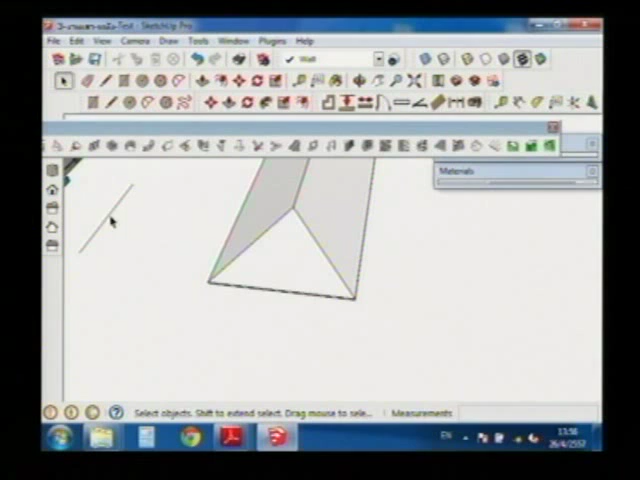 Test - SketchUp Pro
File Edit View Camera Draw Tools Window Plugins Help
Wall
Materials
Select objects. Shift to extend select. Drag mouse to sele... Measurements
EN
13:56
26/4/2557